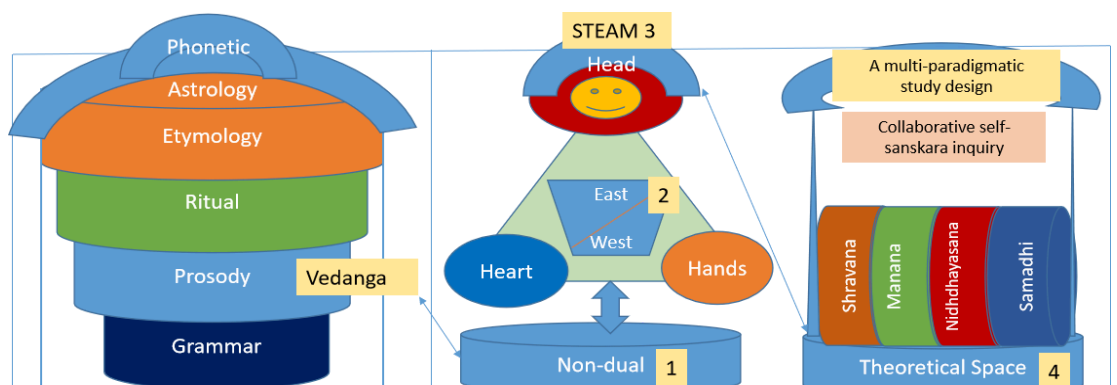 Phonetic
Astrology
Etymology
Ritual
Prosody
Grammar
Vedanga
STEAM 3
Head
East
2
West
Heart
Hands
Non-dual
1
A multi-paradigmatic
study design
Collaborative self-
sanskara inquiry
Shravana
Manana
Nidhdhayasana
Samadhi
Theoretical Space
4